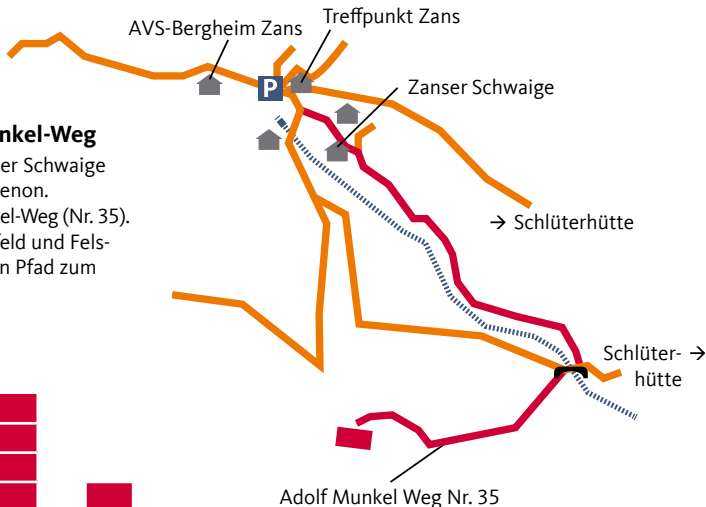 Treffpunkt Zans
AVS-Bergheim Zans
P
Zanser Schwaige
nkel-Weg
er Schwaige
enon.
el-Weg (Nr. 35).
feld und Fels-
n Pfad zum
→ Schlüterhütte
Schlüter- →
hütte
Adolf Munkel Weg Nr. 35